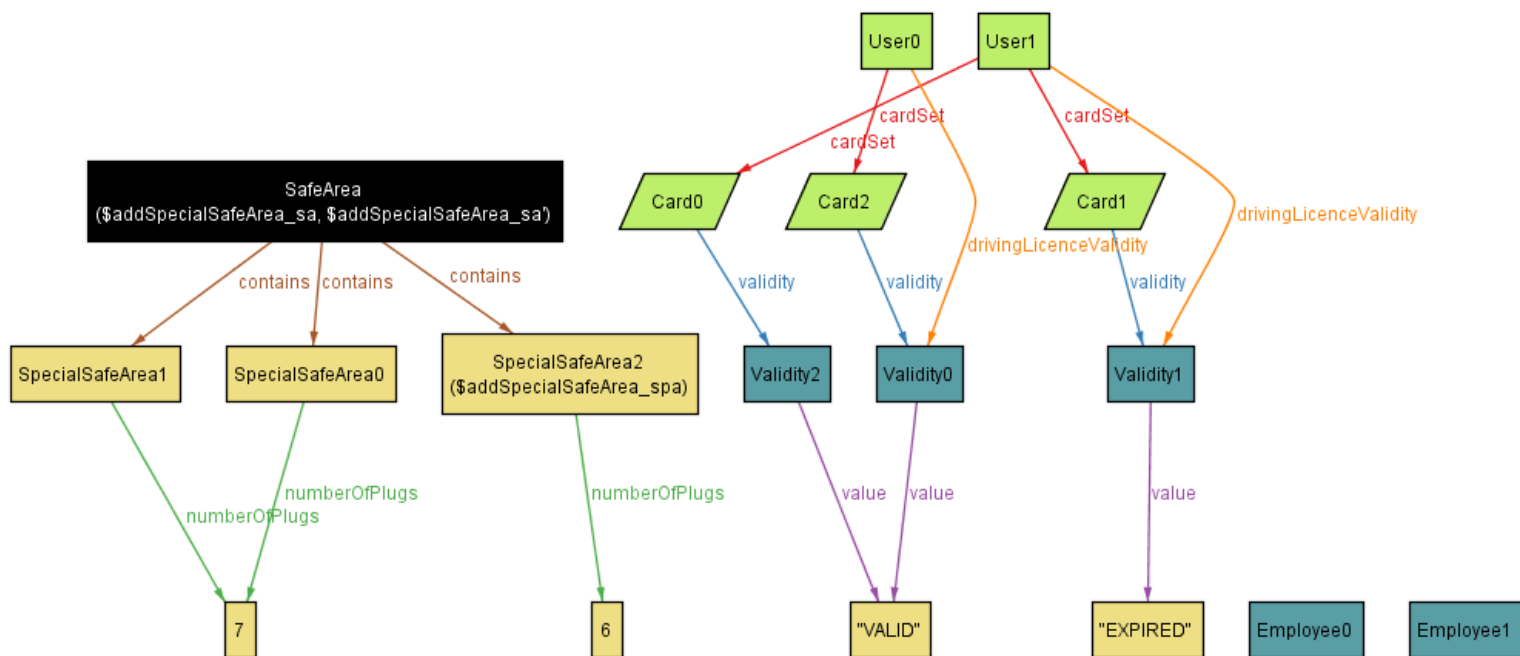 User0
User1
cardSet
cardSet
cardSet
SafeArea
($addSpecialSafeArea_sa, $addSpecialSafeArea_sa')
Card0
Card2
Card1
drivingLicenceValidity
drivingLicenceValidity
contains
contains
contains
validity
validity
validity
SpecialSafeArea1
SpecialSafeArea0
SpecialSafeArea2
($addSpecialSafeArea_spa)
Validity2
Validity0
Validity1
numberOfPlugs
numberOfPlugs
numberOfPlugs
value
value
value
7
6
"VALID"
"EXPIRED"
Employee0
Employee1